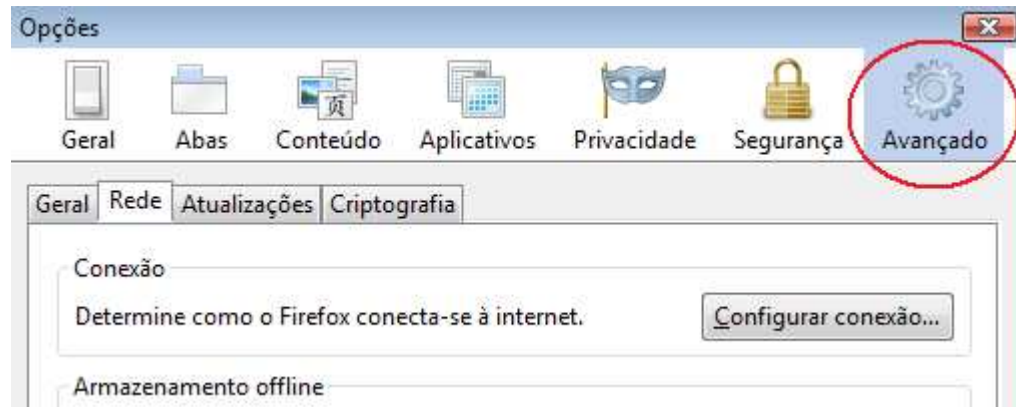 Opções
Geral Abas Conteúdo Aplicativos Privacidade Segurança Avançado
Geral Rede Atualizações Criptografia
Conexão
Determine como o Firefox conecta-se à internet. Configurar conexão...
Armazenamento offline